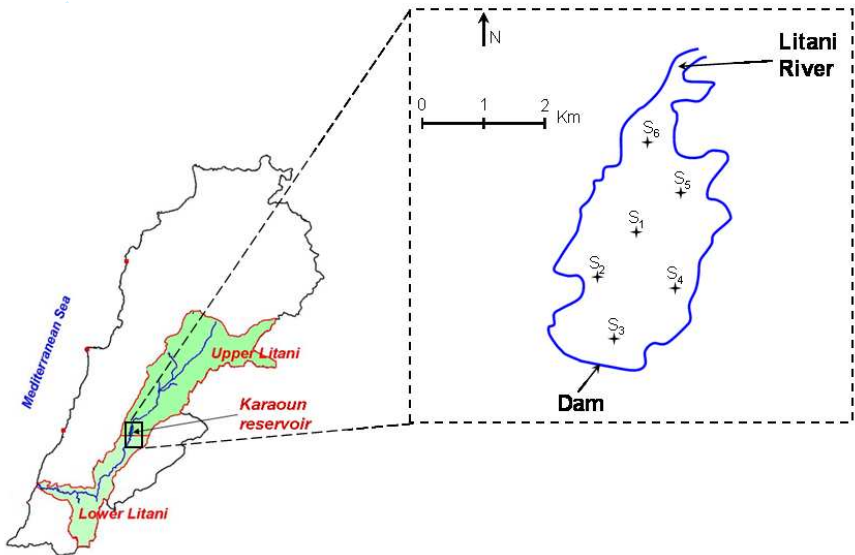 N
Litani
River
0 1 2
Km
S6
S5
S1
S2
S4
S3
Dam
Mediterranean Sea
Upper Litani
Karaoun
reservoir
Lower Litani